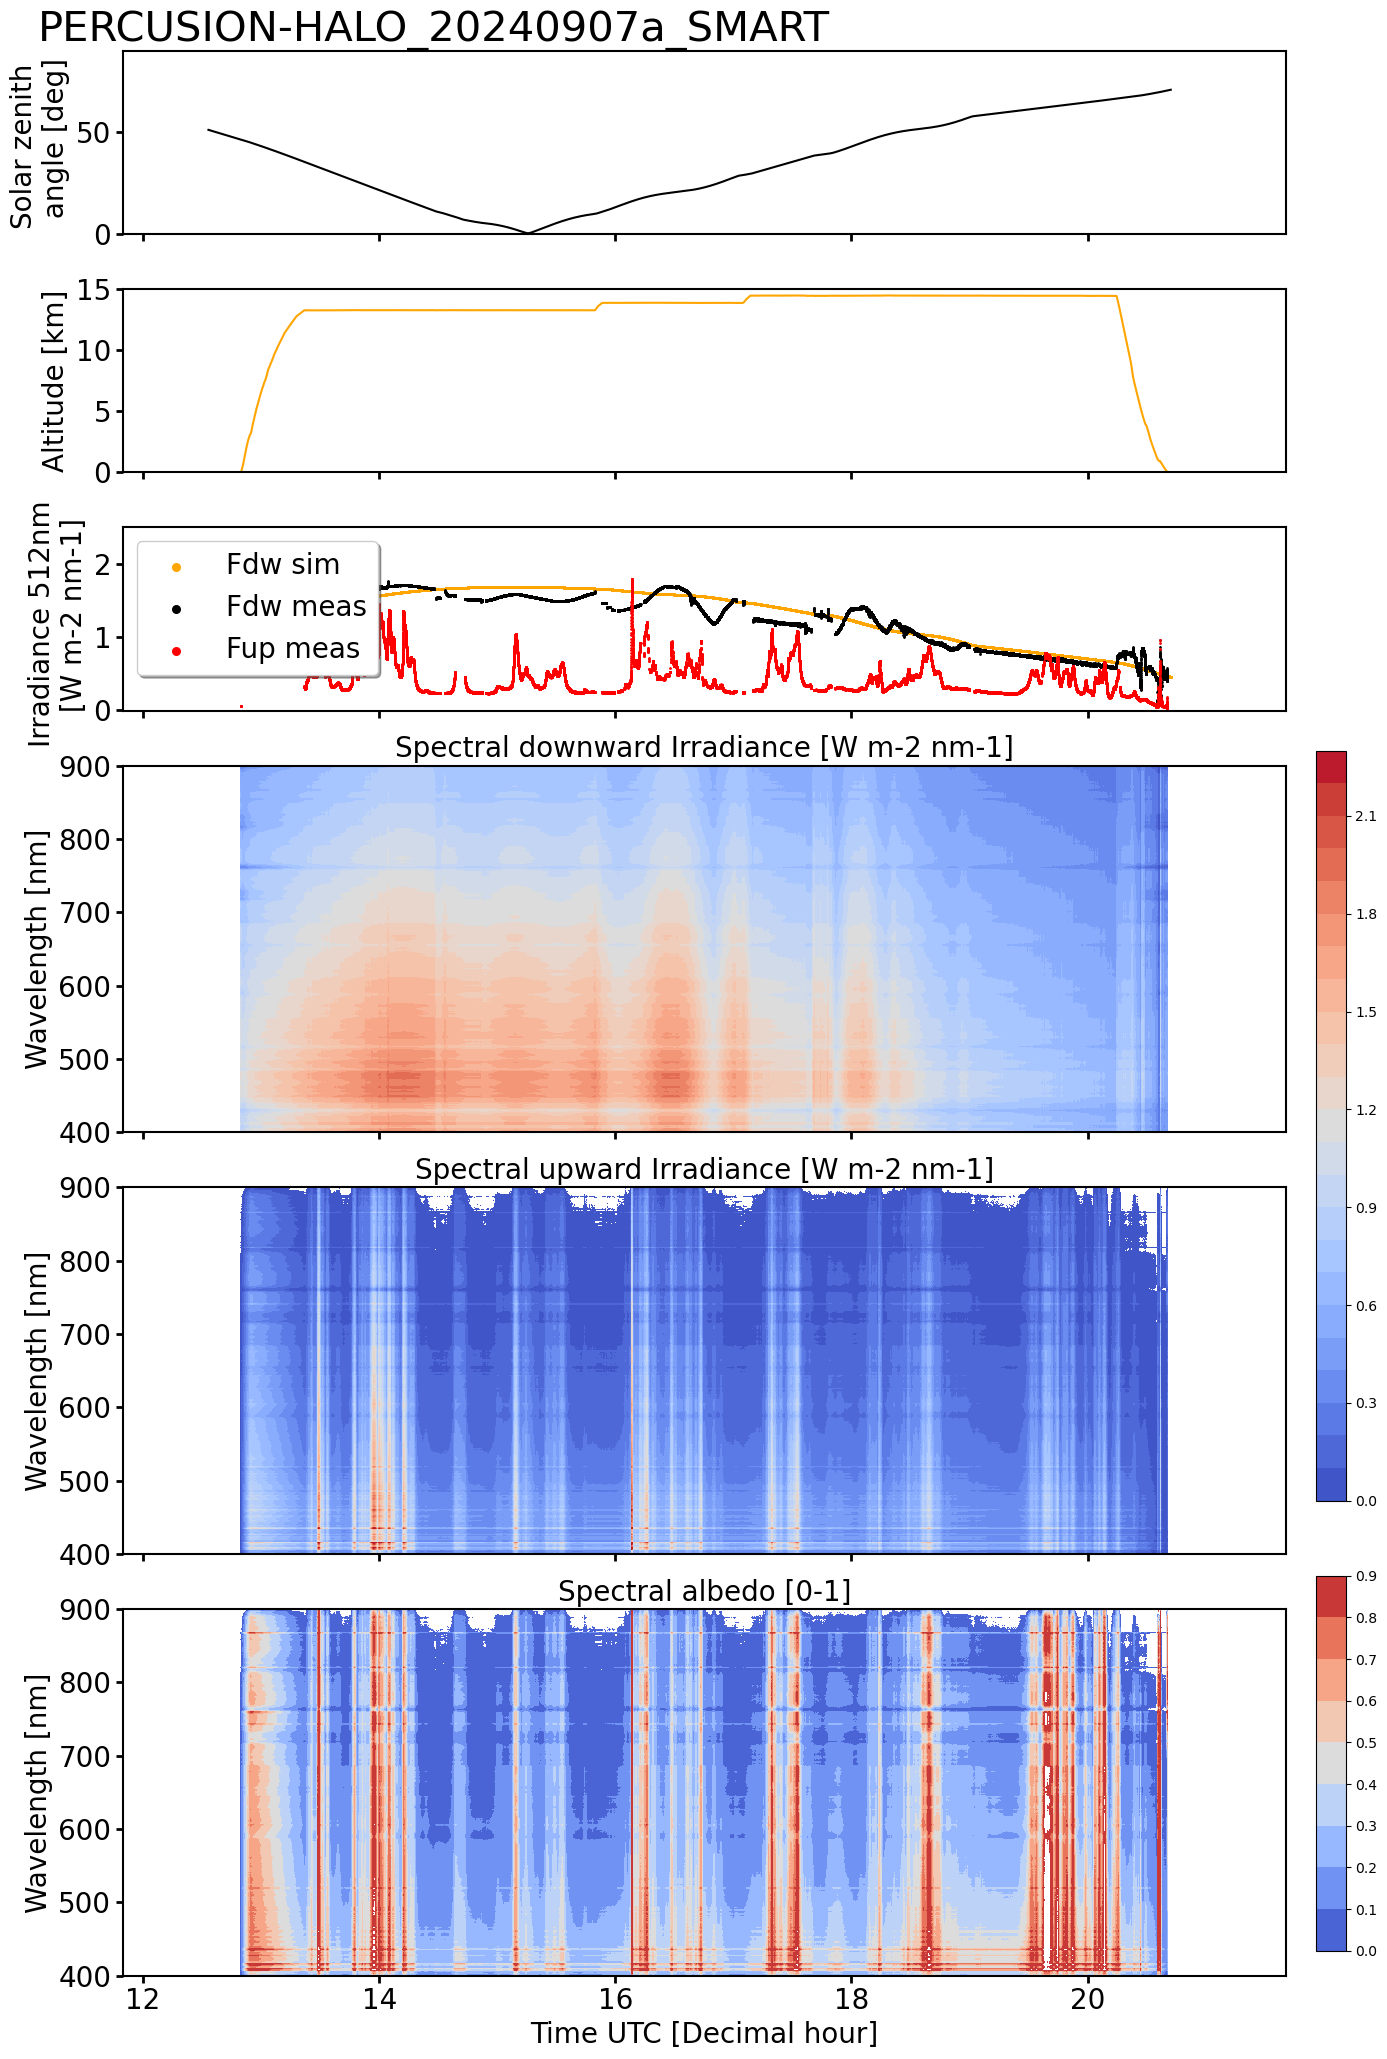 PERCUSION-HALO_20240907a_SMART
Solar zenith
angle [deg]
50
0
Altitude [km]
15
10
5
0
Irradiance 512nm
[W m-2 nm-1]
2
1
0
Fdw sim
Fdw meas
Fup meas
Spectral downward Irradiance [W m-2 nm-1]
Wavelength [nm]
900
800
700
600
500
400
2.1
1.8
1.5
1.2
0.9
0.6
0.3
0.0
Spectral upward Irradiance [W m-2 nm-1]
Wavelength [nm]
900
800
700
600
500
400
Spectral albedo [0-1]
Wavelength [nm]
900
800
700
600
500
400
0.9
0.8
0.7
0.6
0.5
0.4
0.3
0.2
0.1
0.0
12 14 16 18 20
Time UTC [Decimal hour]